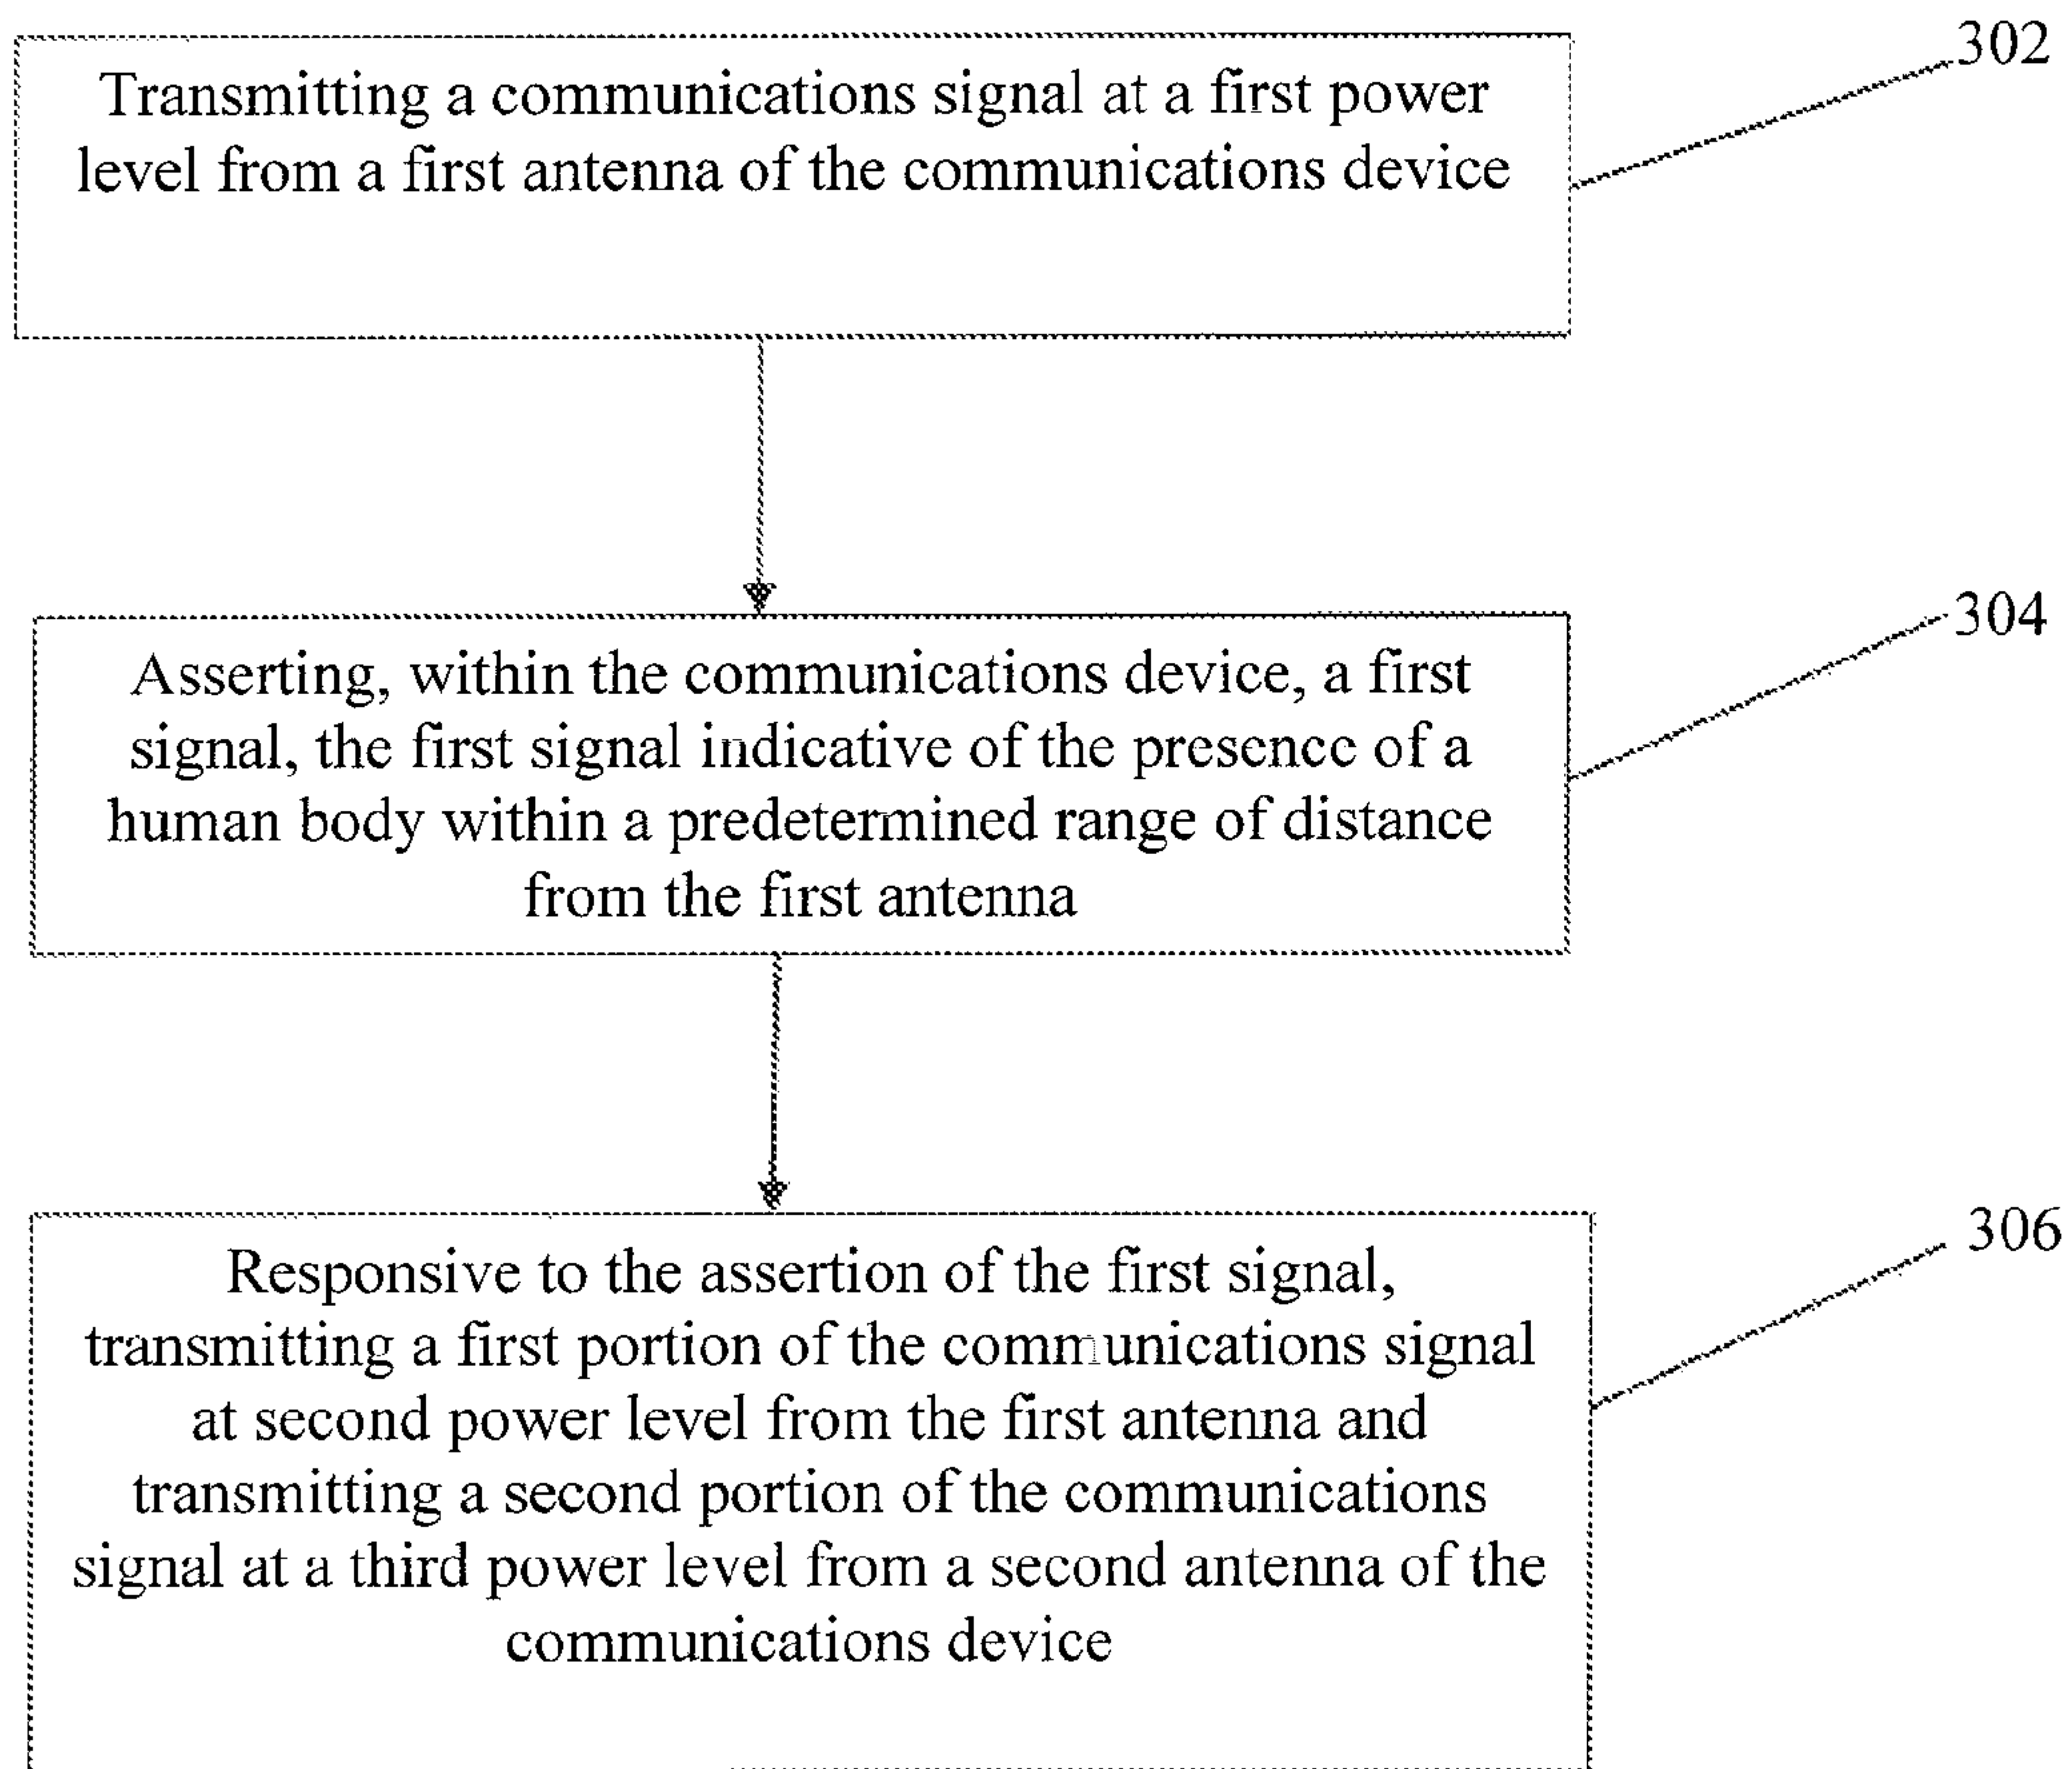 302
Transmitting a communications signal at a first power
level from a first antenna of the communications device
304
Asserting, within the communications device, a first
signal, the first signal indicative of the presence of a
human body within a predetermined range of distance
from the first antenna
306
Responsive to the assertion of the first signal,
transmitting a first portion of the communications signal
at second power level from the first antenna and
transmitting a second portion of the communications
signal at a third power level from a second antenna of the
communications device